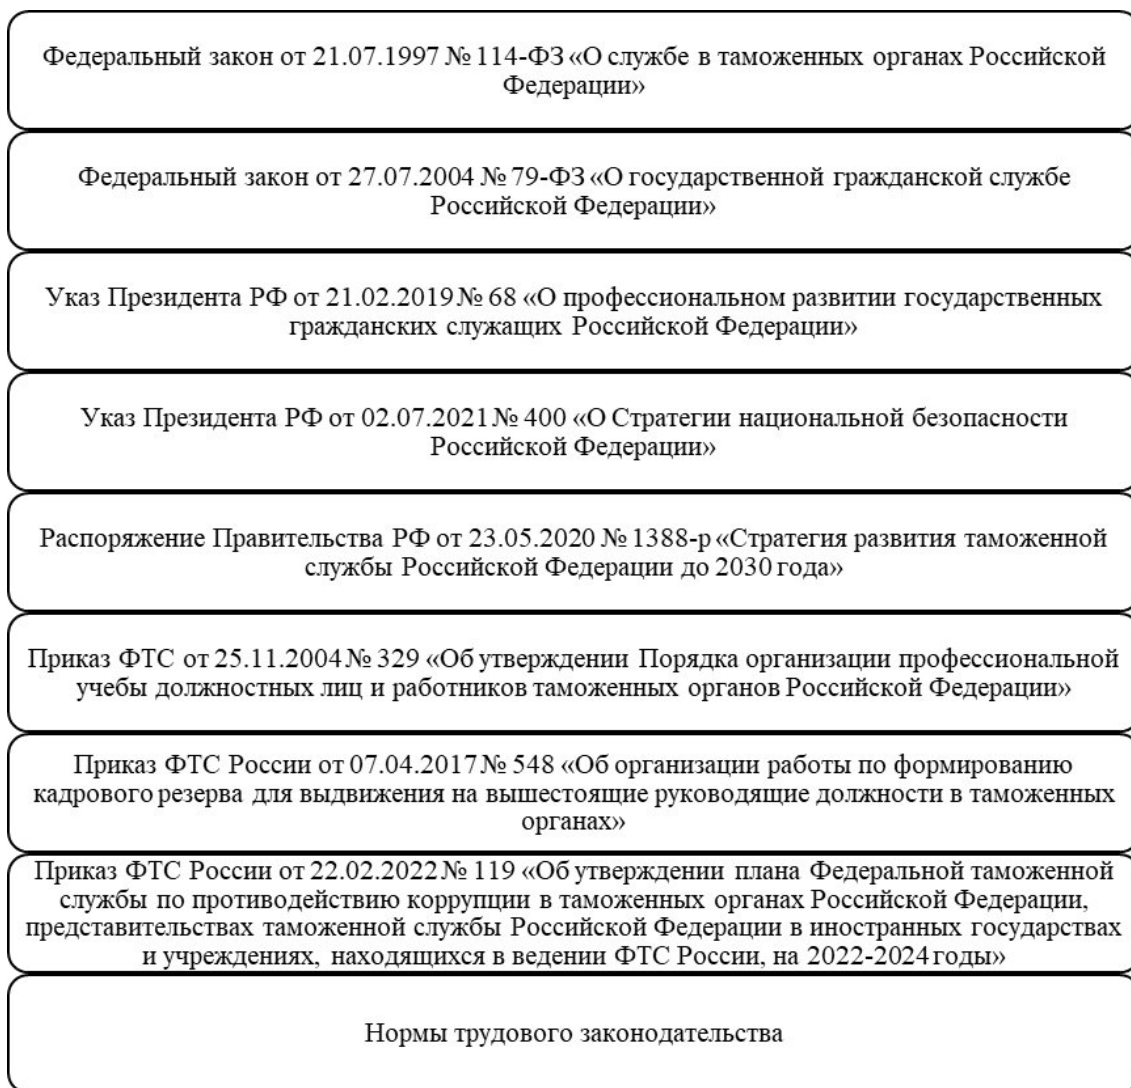 Федеральный закон от 21.07.1997 № 114-ФЗ «О службе в таможенных органах Российской
Федерации»
Федеральный закон от 27.07.2004 № 79-ФЗ «О государственной гражданской службе
Российской Федерации»
Указ Президента РФ от 21.02.2019 № 68 «О профессиональном развитии государственных
гражданских служащих Российской Федерации»
Указ Президента РФ от 02.07.2021 № 400 «О Стратегии национальной безопасности
Российской Федерации»
Распоряжение Правительства РФ от 23.05.2020 № 1388-р «Стратегия развития таможенной
службы Российской Федерации до 2030 года»
Приказ ФТС от 25.11.2004 № 329 «Об утверждении Порядка организации профессиональной
учебы должностных лиц и работников таможенных органов Российской Федерации»
Приказ ФТС России от 07.04.2017 № 548 «Об организации работы по формированию
кадрового резерва для выдвижения на вышестоящие руководящие должности в таможенных
органах»
Приказ ФТС России от 22.02.2022 № 119 «Об утверждении плана Федеральной таможенной
службы по противодействию коррупции в таможенных органах Российской Федерации,
представительствах таможенной службы Российской Федерации в иностранных государствах
и учреждениях, находящихся в ведении ФТС России, на 2022-2024 годы»
Нормы трудового законодательства